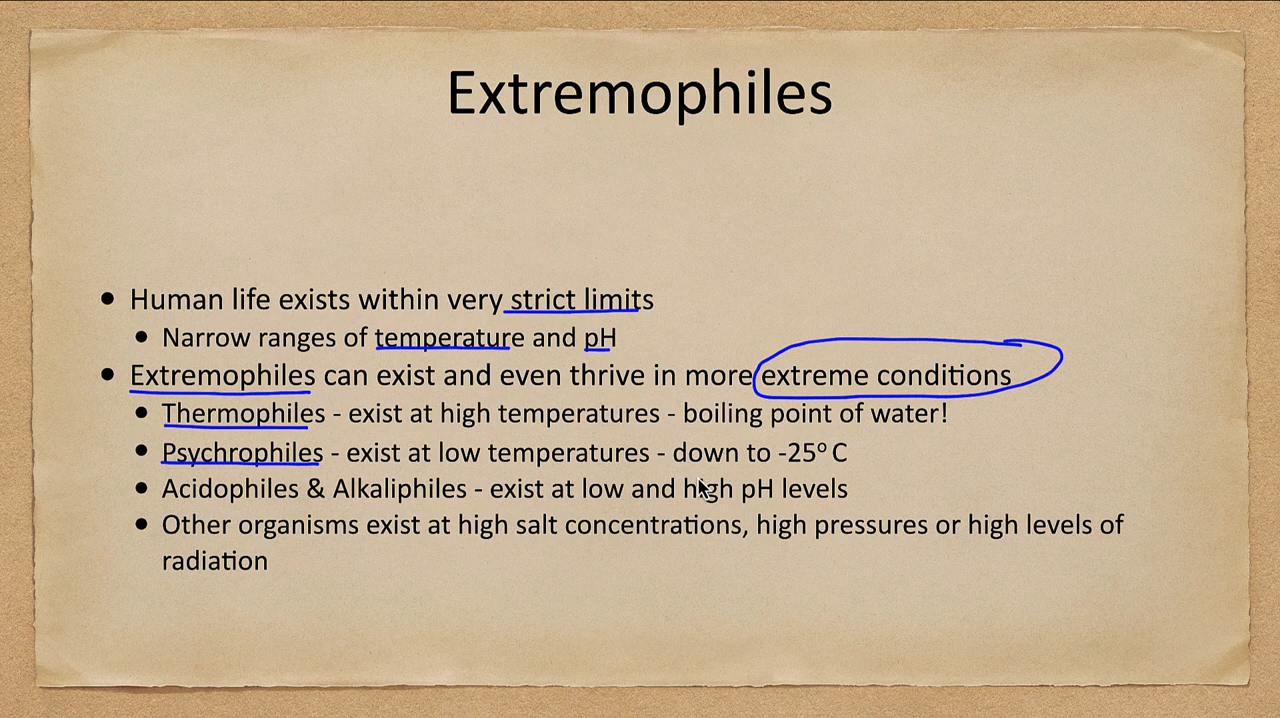 Extremophiles
• Human life exists within very strict limits
• Narrow ranges of temperature and pH
• Extremophiles can exist and even thrive in more extreme conditions
• Thermophiles - exist at high temperatures - boiling point of water!
• Psychrophiles - exist at low temperatures - down to -25º C
• Acidophiles & Alkaliphiles - exist at low and high pH levels
• Other organisms exist at high salt concentrations, high pressures or high levels of
radiation